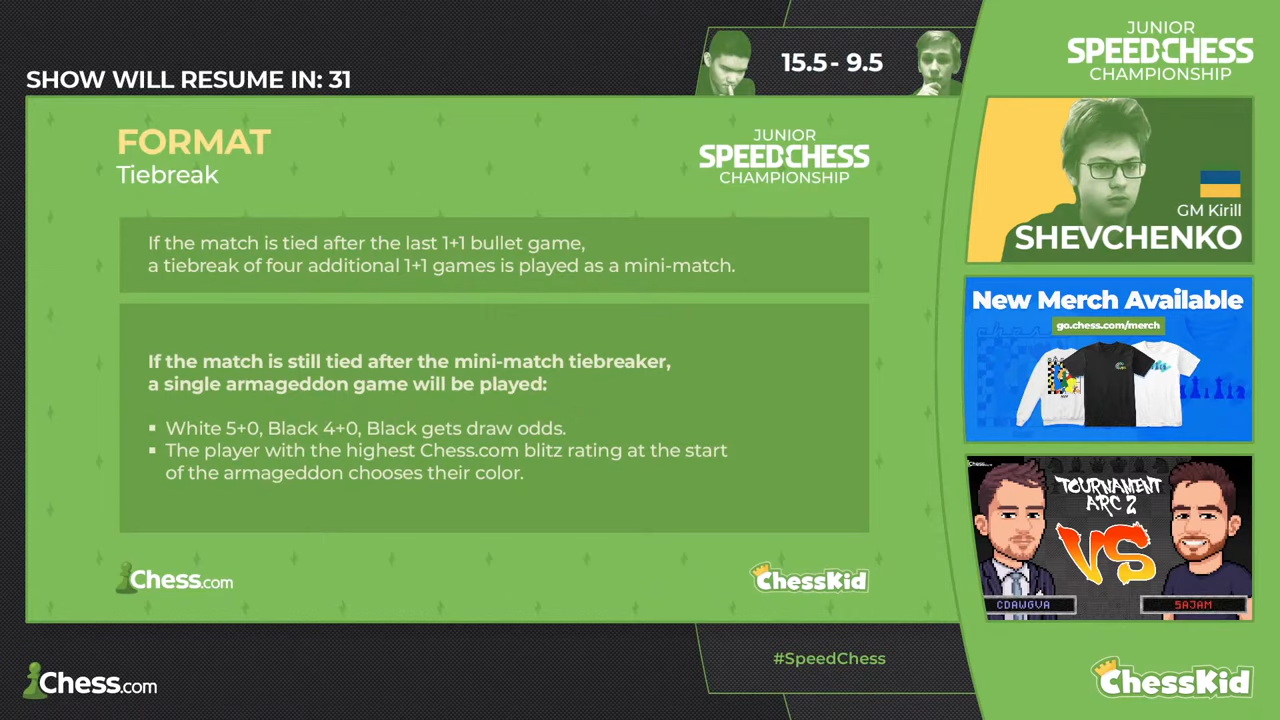 SHOW WILL RESUME IN: 31
15.5 - 9.5
JUNIOR
SPEEDCHESS
CHAMPIONSHIP
FORMAT
Tiebreak
JUNIOR
SPEEDCHESS
CHAMPIONSHIP
If the match is tied after the last 1+1 bullet game,
a tiebreak of four additional 1+1 games is played as a mini-match.
If the match is still tied after the mini-match tiebreaker,
a single armageddon game will be played:
▪ White 5+0, Black 4+0, Black gets draw odds.
▪ The player with the highest Chess.com blitz rating at the start
of the armageddon chooses their color.
Chess.com
ChessKid
GM Kirill
SHEVCHENKO
New Merch Available
go.chess.com/merch
Chess.com
TOURNAMENT
ARC 2
VS
CDAWGVA
SAJAM
#SpeedChess
Chess.com
ChessKid